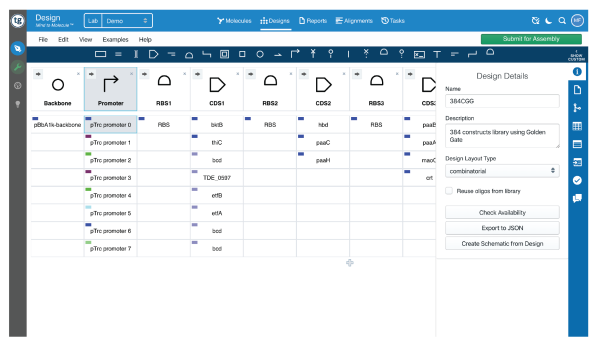 tg
Design
Mine to Molecule™
Lab Demo
Molecules
Designs
Reports
Alignments
Tasks
MF
File Edit View Examples Help
Submit for Assembly
SHOW CUSTOM
Backbone Promoter RBS1 CDS1 RBS2 CDS2 RBS3 CDS3
pBbA1k-backbone pTrc promoter 0 RBS bktB RBS hbd RBS paaB
pTrc promoter 1 thiC paaC paaA
pTrc promoter 2 bcd paaH maoC
pTrc promoter 3 TDE_0597 crt
pTrc promoter 4 etfB
pTrc promoter 5 etfA
pTrc promoter 6 bcd
pTrc promoter 7 bcd
Design Details
Name
384CGG
Description
384 constructs library using Golden
Gate
Design Layout Type
combinatorial
Reuse oligos from library
Check Availability
Export to JSON
Create Schematic from Design